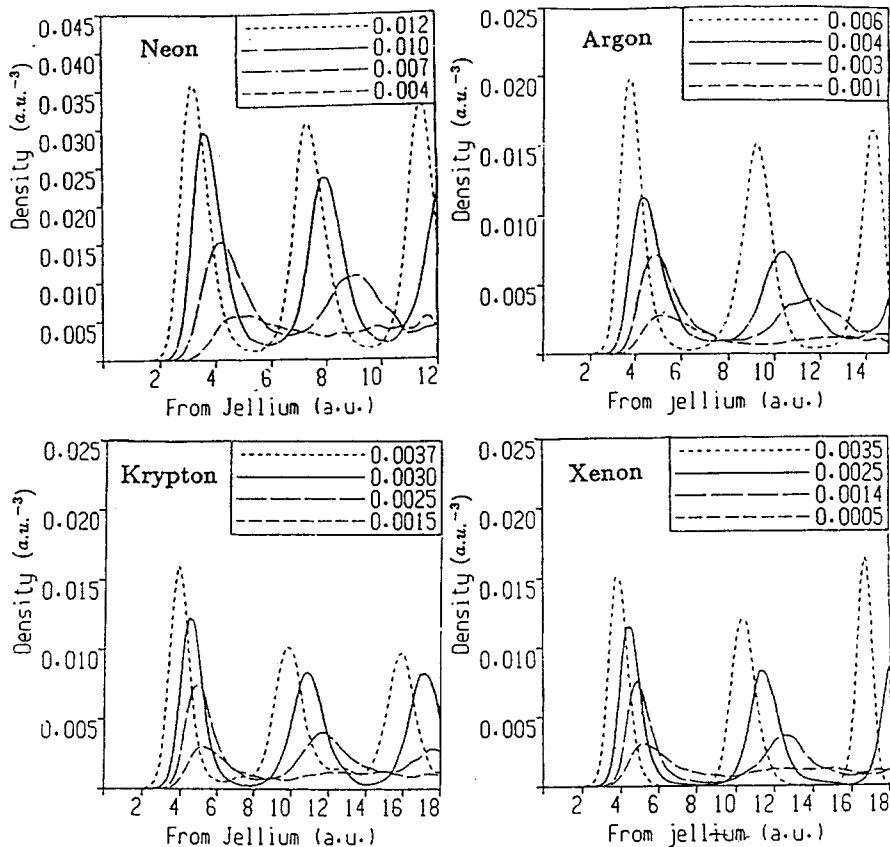 Neon
0.012
0.010
0.007
0.004
0.045
0.040
0.035
0.030
0.025
0.020
0.015
0.010
0.005
Density (a.u.⁻³)
2 4 6 8 10 12
From Jellium (a.u.)
Argon
0.006
0.004
0.003
0.001
0.025
0.020
0.015
0.010
0.005
Density (a.u.⁻³)
2 4 6 8 10 12 14
From jellium (a.u.)
Krypton
0.0037
0.0030
0.0025
0.0015
0.025
0.020
0.015
0.010
0.005
Density (a.u.⁻³)
2 4 6 8 10 12 14 16 18
From Jellium (a.u.)
Xenon
0.0035
0.0025
0.0014
0.0005
0.025
0.020
0.015
0.010
0.005
Density (a.u.⁻³)
2 4 6 8 10 12 14 16 18
From jellium (a.u.)